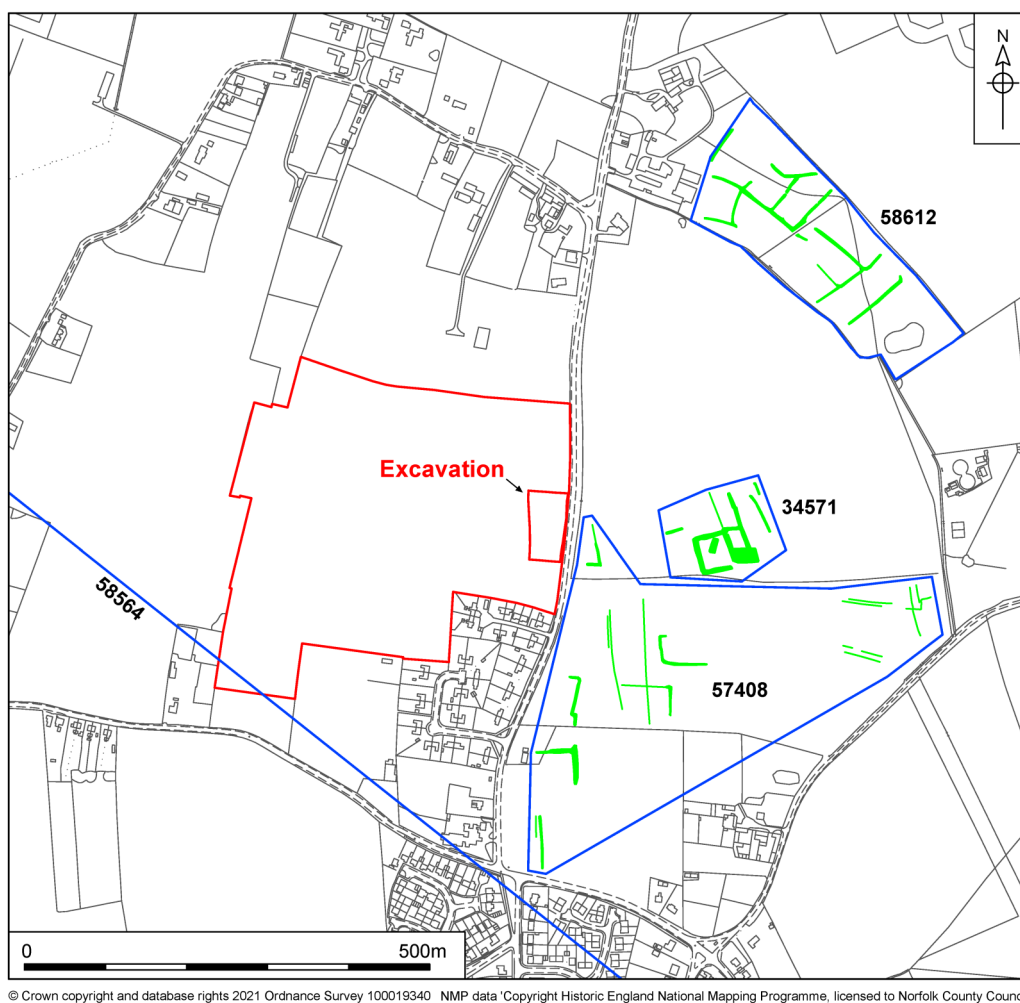 N
58612
Excavation
34571
58564
57408
0 500m
© Crown copyright and database rights 2021 Ordnance Survey 100019340 NMP data 'Copyright Historic England National Mapping Programme, licensed to Norfolk County